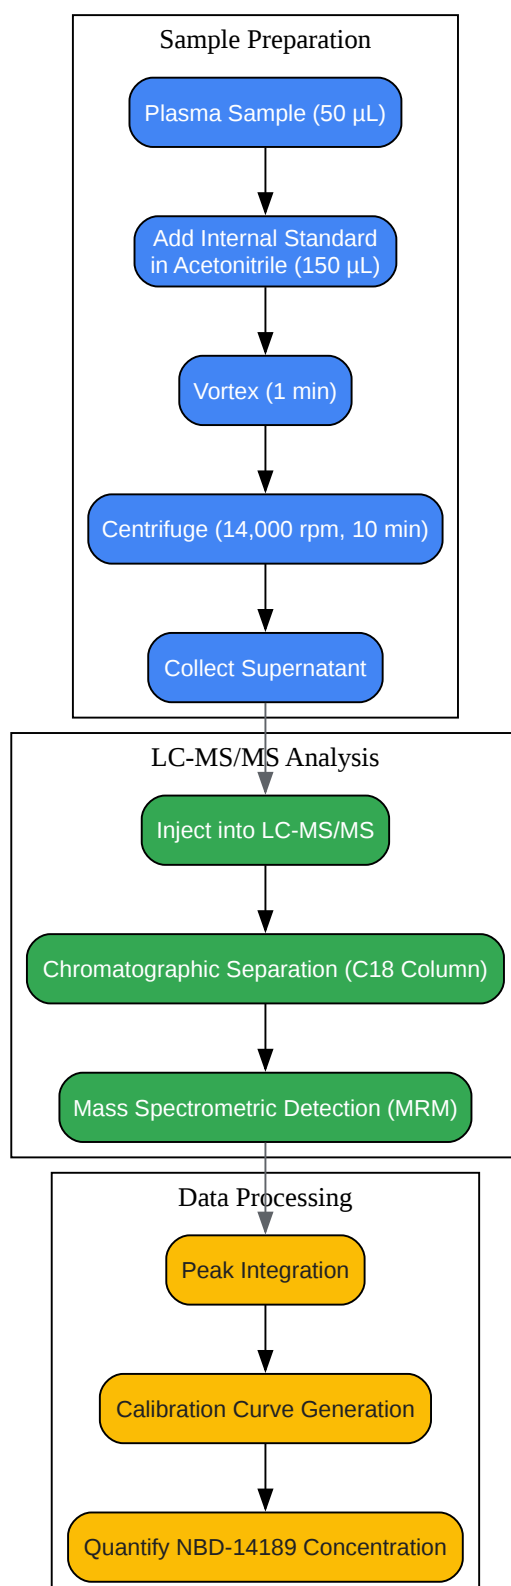 Sample Preparation
Plasma Sample (50 µL)
Add Internal Standard
in Acetonitrile (150 µL)
Vortex (1 min)
Centrifuge (14,000 rpm, 10 min)
Collect Supernatant
LC-MS/MS Analysis
Inject into LC-MS/MS
Chromatographic Separation (C18 Column)
Mass Spectrometric Detection (MRM)
Data Processing
Peak Integration
Calibration Curve Generation
Quantify NBD-14189 Concentration